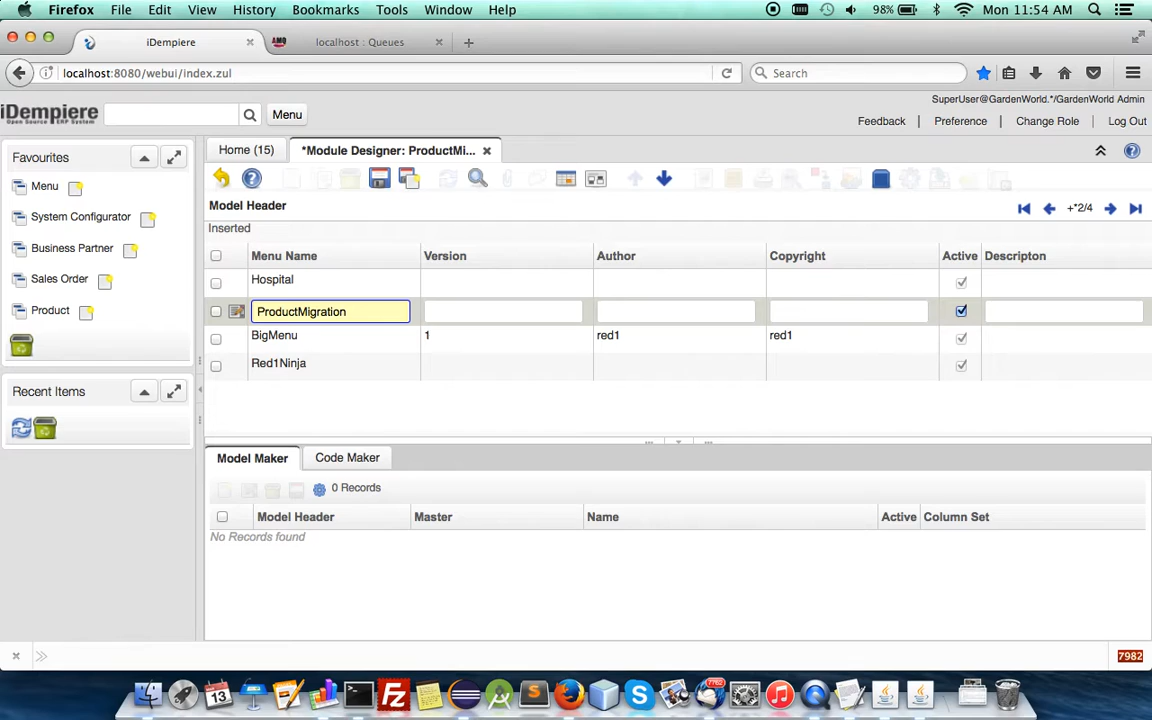 Firefox File Edit View History Bookmarks Tools Window Help 98% Mon 11:54 AM
iDempiere localhost : Queues
localhost:8080/webui/index.zul Search
SuperUser@GardenWorld.*/GardenWorld Admin
iDempiere Menu
Feedback Preference Change Role Log Out
Favourites Home (15) *Module Designer: ProductMi...
Menu
System Configurator
Business Partner
Sales Order
Product
Recent Items
Model Header +*2/4
Inserted
Menu Name Version Author Copyright Active Descripton
Hospital
ProductMigration
BigMenu 1 red1 red1
Red1Ninja
Model Maker Code Maker
0 Records
Model Header Master Name Active Column Set
No Records found
7982